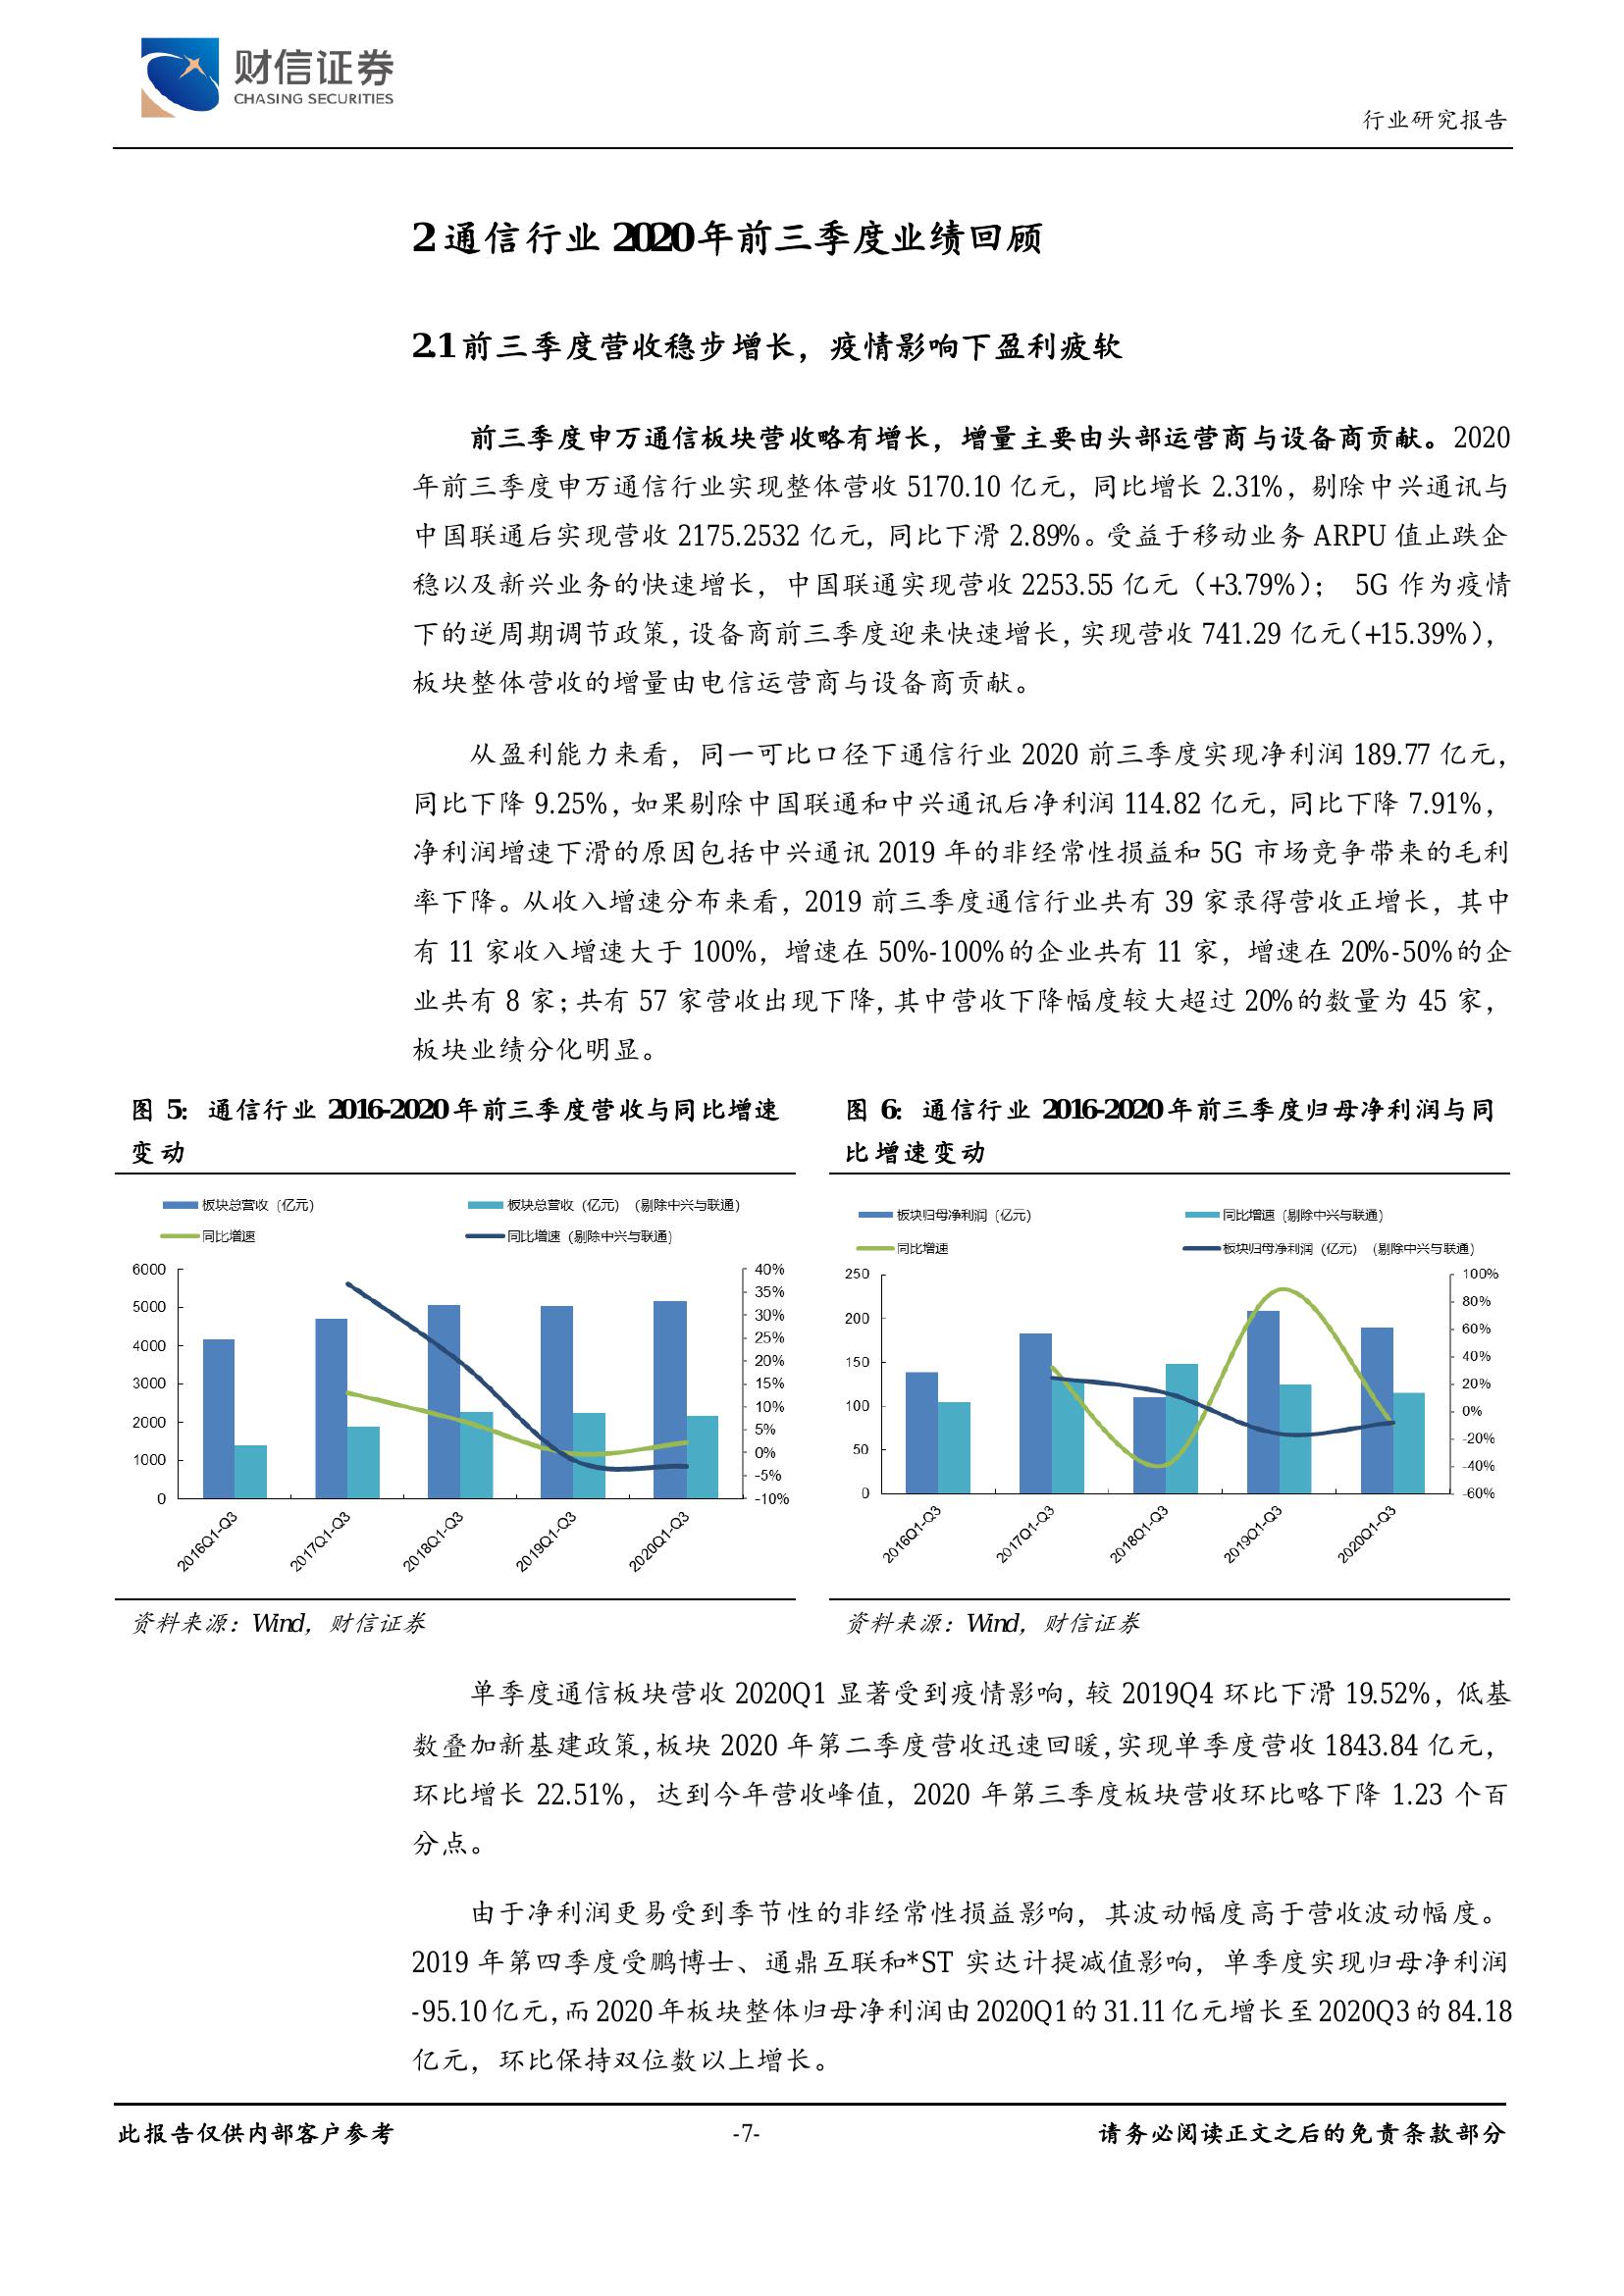 财信证券
CHASING SECURITIES
行业研究报告
2 通信行业 2020 年前三季度业绩回顾
2.1 前三季度营收稳步增长，疫情影响下盈利疲软
前三季度申万通信板块营收略有增长，增量主要由头部运营商与设备商贡献。2020
年前三季度申万通信行业实现整体营收 5170.10 亿元，同比增长 2.31%，剔除中兴通讯与
中国联通后实现营收 2175.2532 亿元，同比下滑 2.89%。受益于移动业务 ARPU 值止跌企
稳以及新兴业务的快速增长，中国联通实现营收 2253.55 亿元（+3.79%）； 5G 作为疫情
下的逆周期调节政策，设备商前三季度迎来快速增长，实现营收 741.29 亿元（+15.39%），
板块整体营收的增量由电信运营商与设备商贡献。
从盈利能力来看，同一可比口径下通信行业 2020 前三季度实现净利润 189.77 亿元，
同比下降 9.25%，如果剔除中国联通和中兴通讯后净利润 114.82 亿元，同比下降 7.91%，
净利润增速下滑的原因包括中兴通讯 2019 年的非经常性损益和 5G 市场竞争带来的毛利
率下降。从收入增速分布来看，2019 前三季度通信行业共有 39 家录得营收正增长，其中
有 11 家收入增速大于 100%，增速在 50%-100%的企业共有 11 家，增速在 20%-50%的企
业共有 8 家；共有 57 家营收出现下降，其中营收下降幅度较大超过 20%的数量为 45 家，
板块业绩分化明显。
图 5：通信行业 2016-2020 年前三季度营收与同比增速
变动
板块总营收（亿元） 板块总营收（亿元）（剔除中兴与联通）
同比增速 同比增速（剔除中兴与联通）
6000 40%
35%
5000 30%
25%
4000 20%
3000 15%
10%
2000 5%
0%
1000 -5%
0 -10%
2016Q1-Q3 2017Q1-Q3 2018Q1-Q3 2019Q1-Q3 2020Q1-Q3
资料来源：Wind，财信证券
图 6：通信行业 2016-2020 年前三季度归母净利润与同
比增速变动
板块归母净利润（亿元） 同比增速（剔除中兴与联通）
同比增速 板块归母净利润（亿元）（剔除中兴与联通）
250 100%
80%
200 60%
150 40%
20%
100 0%
-20%
50 -40%
0 -60%
2016Q1-Q3 2017Q1-Q3 2018Q1-Q3 2019Q1-Q3 2020Q1-Q3
资料来源：Wind，财信证券
单季度通信板块营收 2020Q1 显著受到疫情影响，较 2019Q4 环比下滑 19.52%，低基
数叠加新基建政策，板块 2020 年第二季度营收迅速回暖，实现单季度营收 1843.84 亿元，
环比增长 22.51%，达到今年营收峰值，2020 年第三季度板块营收环比略下降 1.23 个百
分点。
由于净利润更易受到季节性的非经常性损益影响，其波动幅度高于营收波动幅度。
2019 年第四季度受鹏博士、通鼎互联和*ST 实达计提减值影响，单季度实现归母净利润
-95.10 亿元，而 2020 年板块整体归母净利润由 2020Q1 的 31.11 亿元增长至 2020Q3 的 84.18
亿元，环比保持双位数以上增长。
此报告仅供内部客户参考 -7- 请务必阅读正文之后的免责条款部分